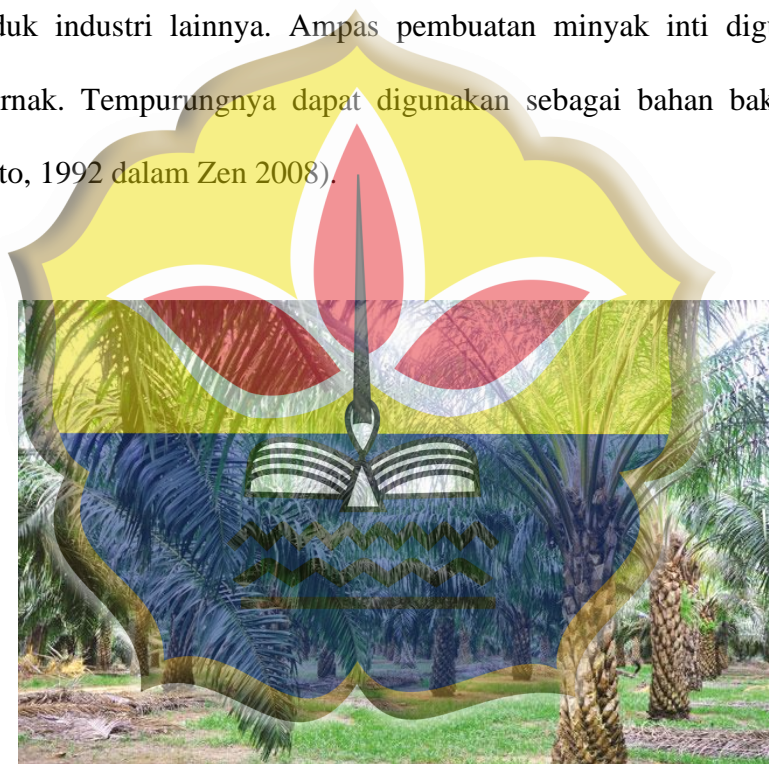 duk industri lainnya. Ampas pembuatan minyak inti digu
rnak. Tempurungnya dapat digunakan sebagai bahan bak
to, 1992 dalam Zen 2008).